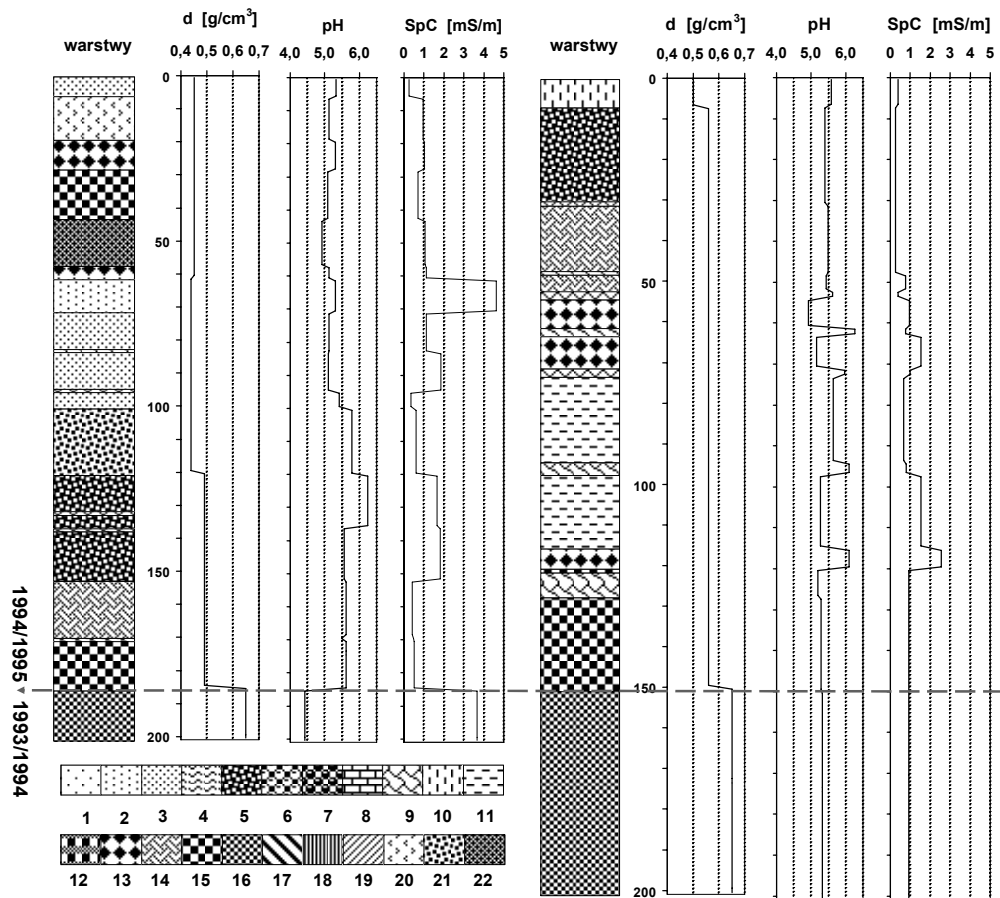 d [g/cm³]
pH
SpC [mS/m]
warstwy
0,4 0,5 0,6 0,7
4,0 5,0 6,0
0 1 2 3 4 5
0
50
100
150
200
1994/1995
1993/1994
1 2 3 4 5 6 7 8 9 10 11
12 13 14 15 16 17 18 19 20 21 22
d [g/cm³]
pH
SpC [mS/m]
warstwy
0,4 0,5 0,6 0,7
4,0 5,0 6,0
0 1 2 3 4 5
0
50
100
150
200